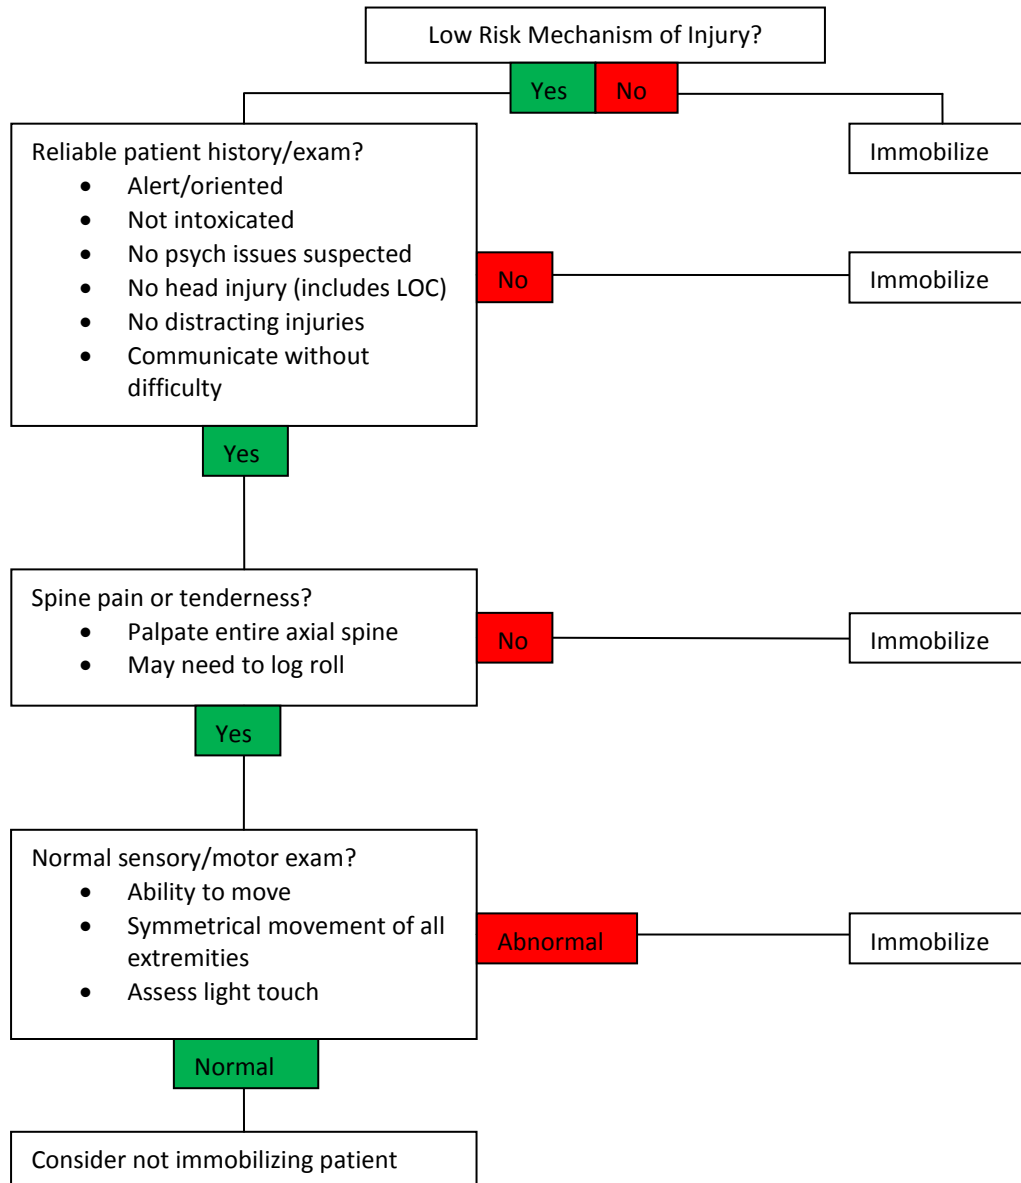 Low Risk Mechanism of Injury?
Yes No
Reliable patient history/exam?
• Alert/oriented
• Not intoxicated
• No psych issues suspected
• No head injury (includes LOC)
• No distracting injuries
• Communicate without
difficulty
Immobilize
No
Immobilize
Yes
Spine pain or tenderness?
• Palpate entire axial spine
• May need to log roll
No
Immobilize
Yes
Normal sensory/motor exam?
• Ability to move
• Symmetrical movement of all
extremities
• Assess light touch
Abnormal
Immobilize
Normal
Consider not immobilizing patient